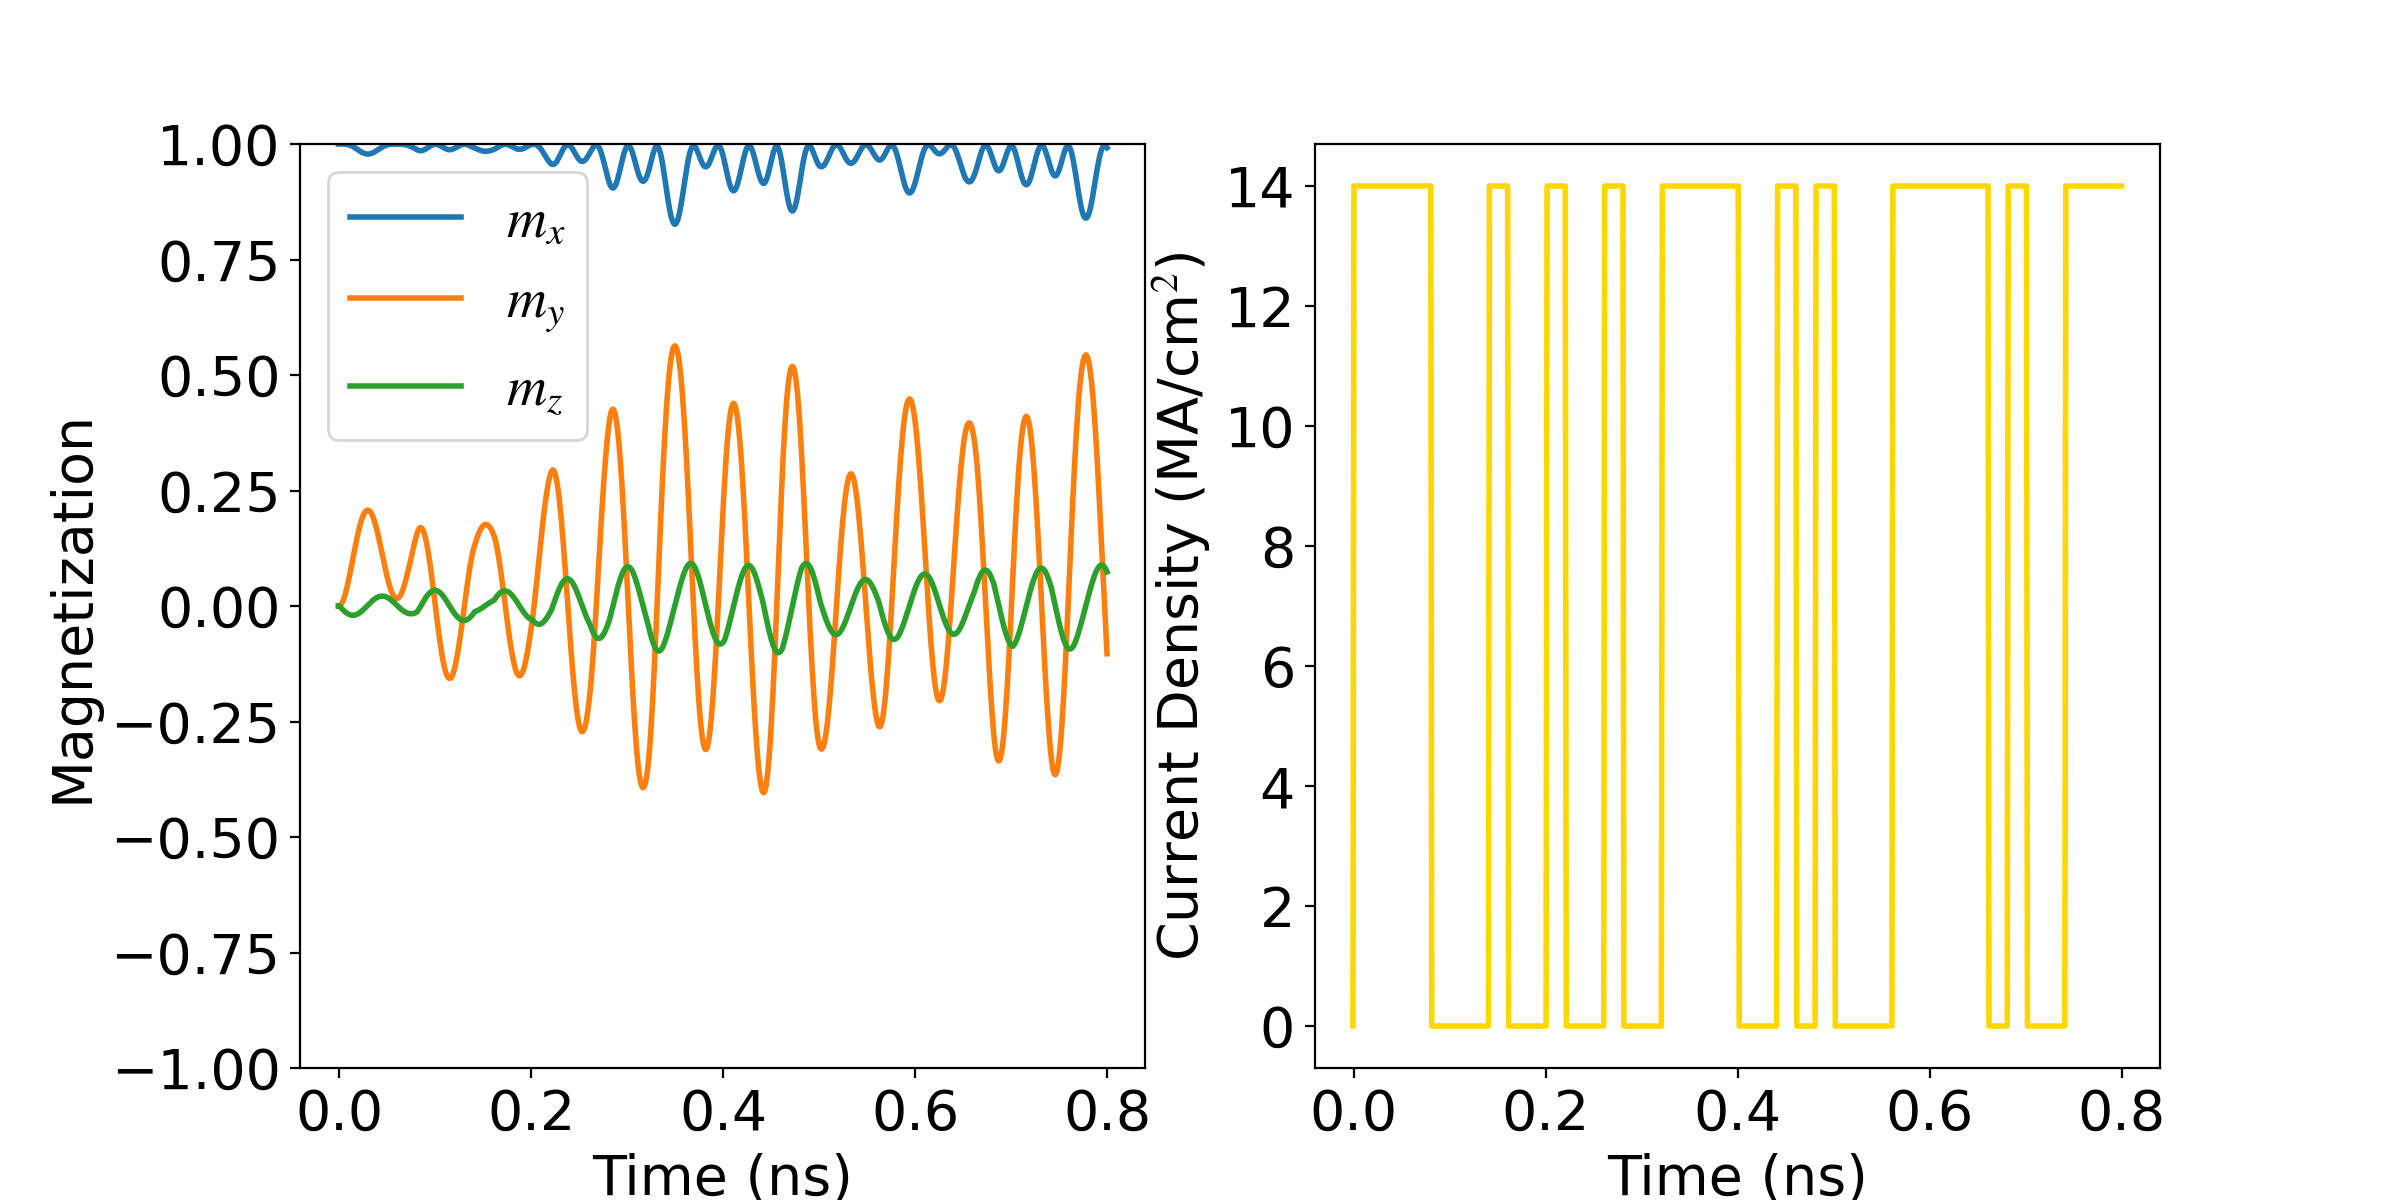 Magnetization
1.00
0.75
0.50
0.25
0.00
−0.25
−0.50
−0.75
−1.00
m_x
m_y
m_z
0.0 0.2 0.4 0.6 0.8
Time (ns)
Current Density (MA/cm²)
14
12
10
8
6
4
2
0
0.0 0.2 0.4 0.6 0.8
Time (ns)